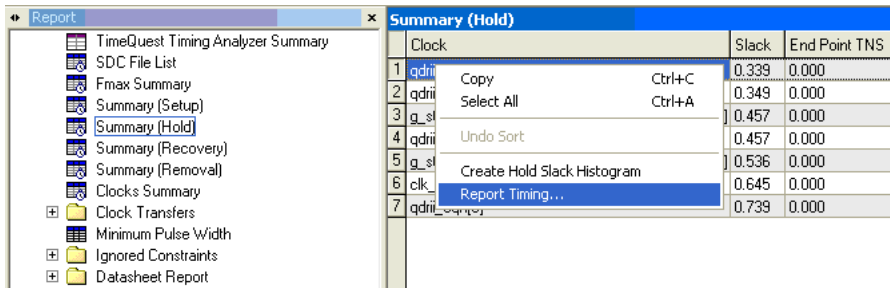 Report
TimeQuest Timing Analyzer Summary
SDC File List
Fmax Summary
Summary (Setup)
Summary (Hold)
Summary (Recovery)
Summary (Removal)
Clocks Summary
Clock Transfers
Minimum Pulse Width
Ignored Constraints
Datasheet Report
Summary (Hold)
Clock Slack End Point TNS
1 0.339 0.000
2 0.349 0.000
3 0.457 0.000
4 0.457 0.000
5 0.536 0.000
6 0.645 0.000
7 0.739 0.000
Copy Ctrl+C
Select All Ctrl+A
Undo Sort
Create Hold Slack Histogram
Report Timing...